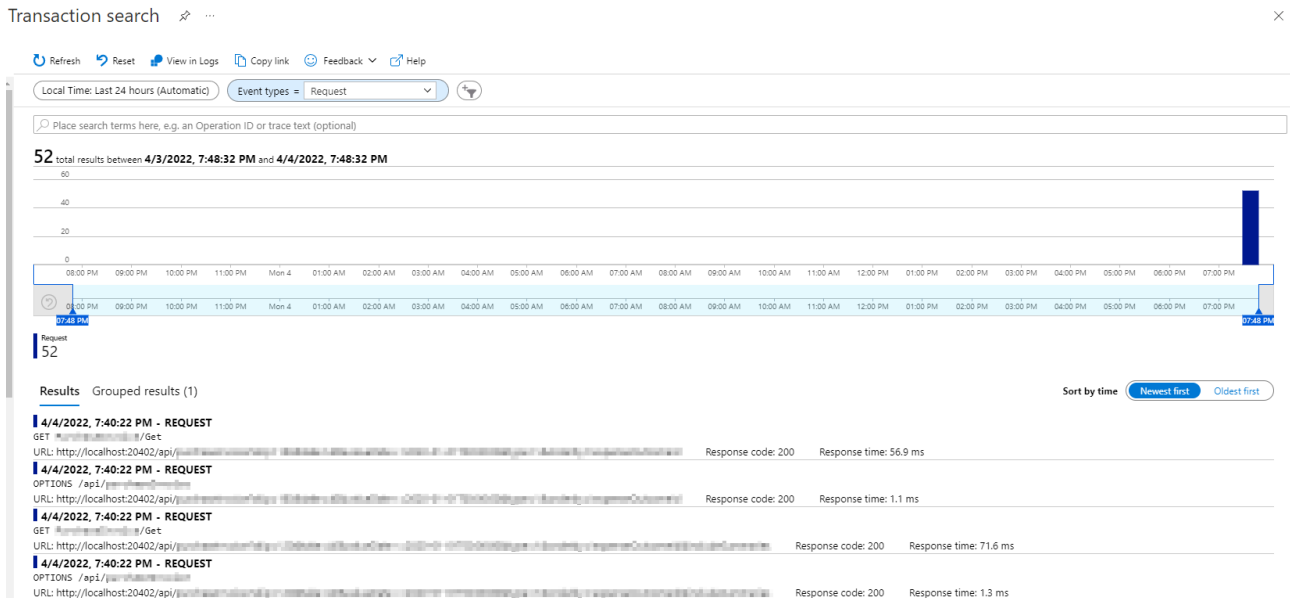 Transaction search ...
Refresh Reset View in Logs Copy link Feedback Help
Local Time: Last 24 hours (Automatic) Event types = Request
Place search terms here, e.g. an Operation ID or trace text (optional)
52 total results between 4/3/2022, 7:48:32 PM and 4/4/2022, 7:48:32 PM
60
40
20
0
08:00 PM 09:00 PM 10:00 PM 11:00 PM Mon 4 01:00 AM 02:00 AM 03:00 AM 04:00 AM 05:00 AM 06:00 AM 07:00 AM 08:00 AM 09:00 AM 10:00 AM 11:00 AM 12:00 PM 01:00 PM 02:00 PM 03:00 PM 04:00 PM 05:00 PM 06:00 PM 07:00 PM
08:00 PM 09:00 PM 10:00 PM 11:00 PM Mon 4 01:00 AM 02:00 AM 03:00 AM 04:00 AM 05:00 AM 06:00 AM 07:00 AM 08:00 AM 09:00 AM 10:00 AM 11:00 AM 12:00 PM 01:00 PM 02:00 PM 03:00 PM 04:00 PM 05:00 PM 06:00 PM 07:00 PM
07:48 PM 07:48 PM
Request
52
Results Grouped results (1) Sort by time Newest first Oldest first
4/4/2022, 7:40:22 PM - REQUEST
GET /Get
URL: http://localhost:20402/api/ Response code: 200 Response time: 56.9 ms
4/4/2022, 7:40:22 PM - REQUEST
OPTIONS /api/
URL: http://localhost:20402/api/ Response code: 200 Response time: 1.1 ms
4/4/2022, 7:40:22 PM - REQUEST
GET /Get
URL: http://localhost:20402/api/ Response code: 200 Response time: 71.6 ms
4/4/2022, 7:40:22 PM - REQUEST
OPTIONS /api/
URL: http://localhost:20402/api/ Response code: 200 Response time: 1.3 ms